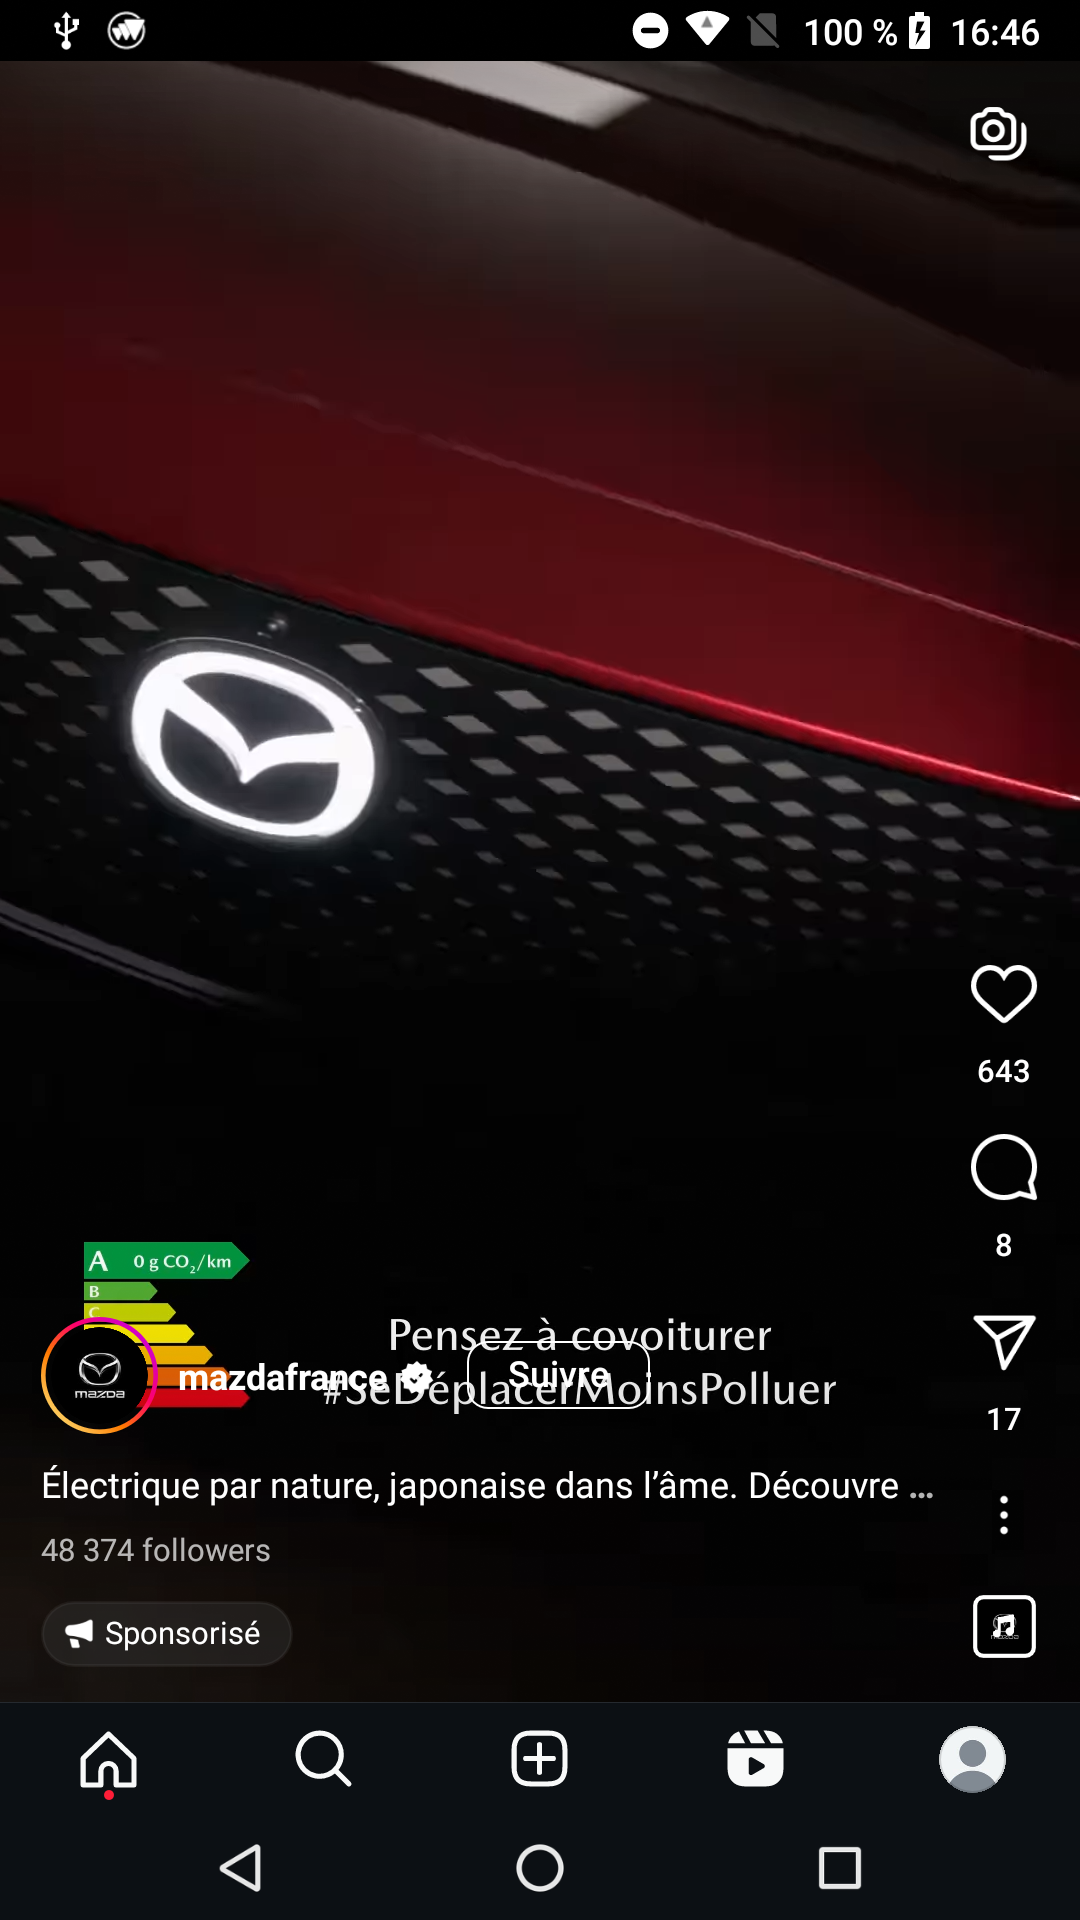 100 % 16:46
643
8
A 0 g CO₂/km
B
C
Pensez à covoiturer
#SeDéplacerMoinsPolluer
mazda
mazdafrance
Suivre
17
Électrique par nature, japonaise dans l’âme. Découvre ...
48 374 followers
Sponsorisé